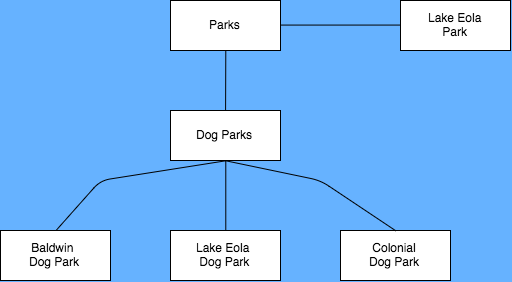 Parks
Lake Eola
Park
Dog Parks
Baldwin
Dog Park
Lake Eola
Dog Park
Colonial
Dog Park